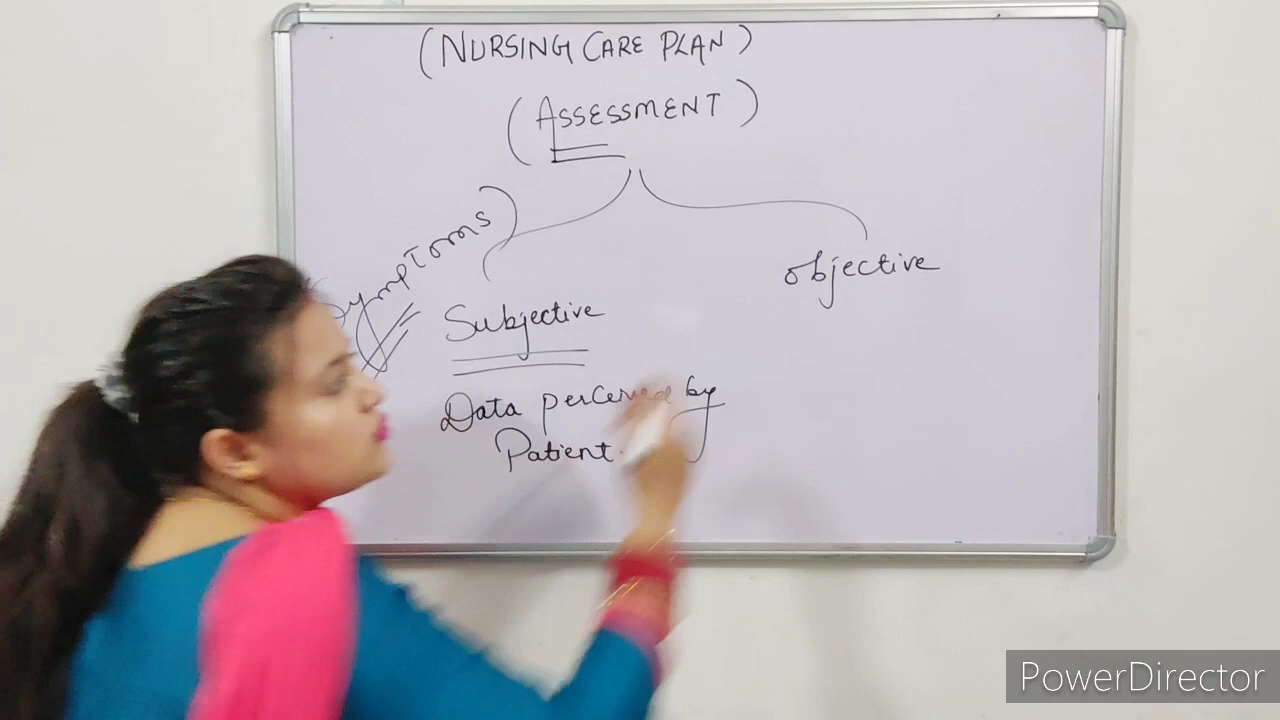 (NURSING CARE PLAN)
(ASSESSMENT)
Symptoms)
Subjective
objective
Data perceived by
Patient.
PowerDirector